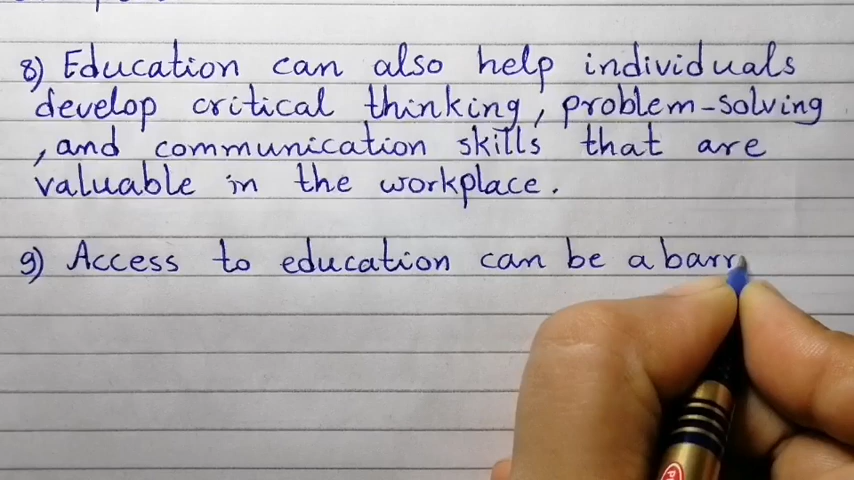 8) Education can also help individuals
develop critical thinking, problem-solving
, and communication skills that are
valuable in the workplace.
9) Access to education can be a barr